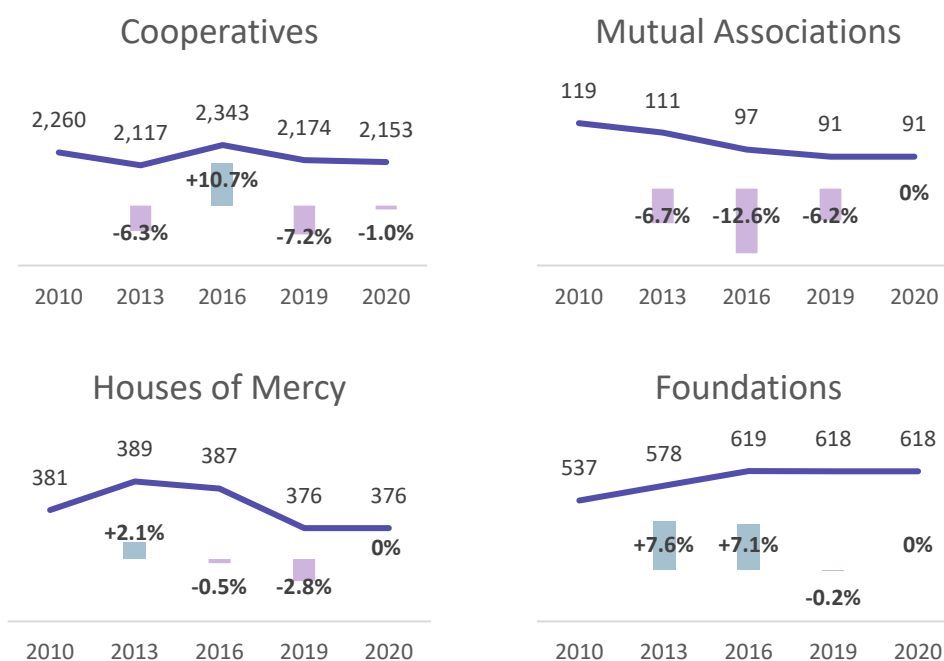 Cooperatives
2,260 2,117 2,343 2,174 2,153
+10.7%
-6.3% -7.2% -1.0%
2010 2013 2016 2019 2020
Mutual Associations
119 111 97 91 91
0%
-6.7% -12.6% -6.2%
2010 2013 2016 2019 2020
Houses of Mercy
381 389 387 376 376
+2.1% 0%
-0.5% -2.8%
2010 2013 2016 2019 2020
Foundations
537 578 619 618 618
+7.6% +7.1% 0%
-0.2%
2010 2013 2016 2019 2020